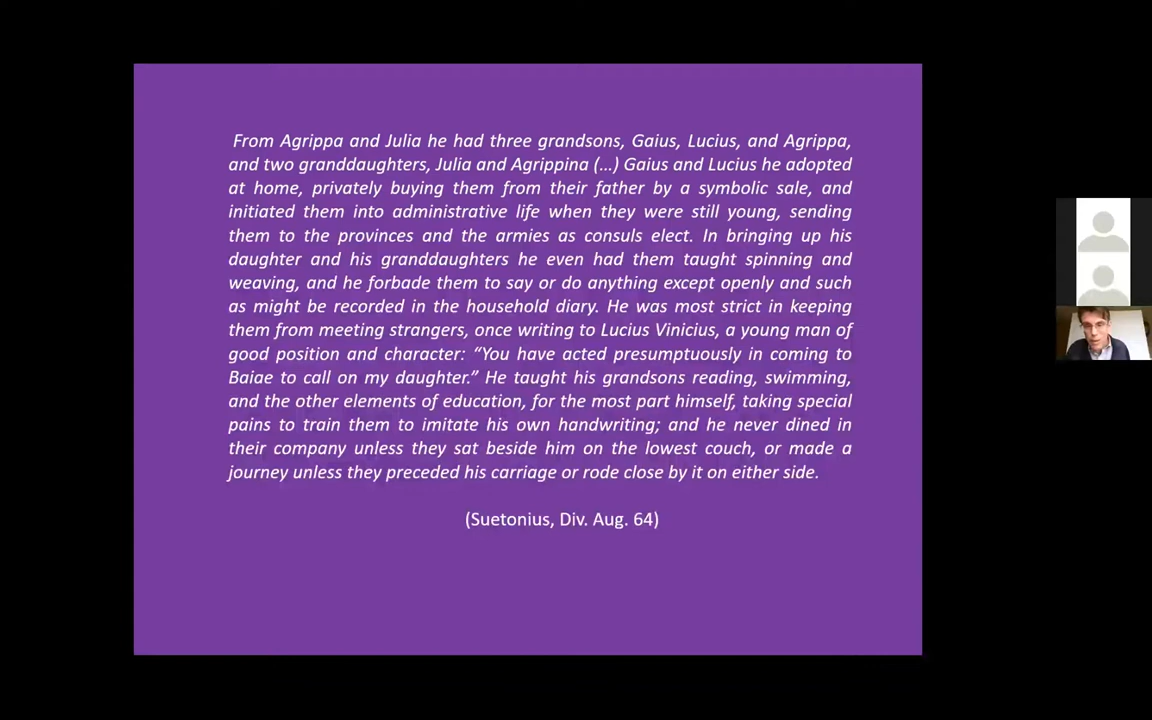 From Agrippa and Julia he had three grandsons, Gaius, Lucius, and Agrippa,
and two granddaughters, Julia and Agrippina (...) Gaius and Lucius he adopted
at home, privately buying them from their father by a symbolic sale, and
initiated them into administrative life when they were still young, sending
them to the provinces and the armies as consuls elect. In bringing up his
daughter and his granddaughters he even had them taught spinning and
weaving, and he forbade them to say or do anything except openly and such
as might be recorded in the household diary. He was most strict in keeping
them from meeting strangers, once writing to Lucius Vinicius, a young man of
good position and character: “You have acted presumptuously in coming to
Baiae to call on my daughter.” He taught his grandsons reading, swimming,
and the other elements of education, for the most part himself, taking special
pains to train them to imitate his own handwriting; and he never dined in
their company unless they sat beside him on the lowest couch, or made a
journey unless they preceded his carriage or rode close by it on either side.
(Suetonius, Div. Aug. 64)